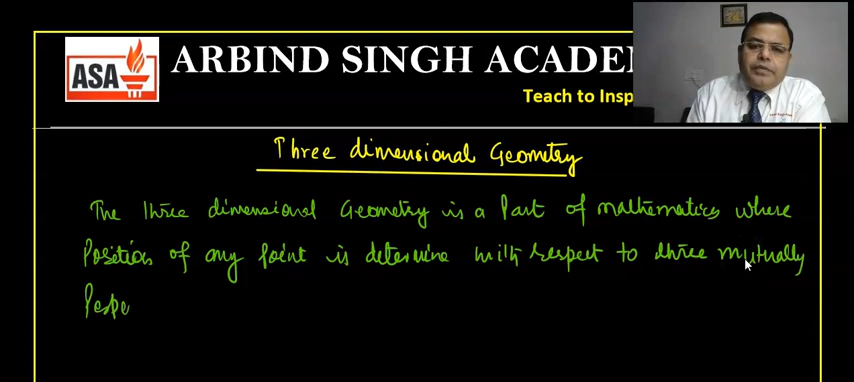 ASA
ARBIND SINGH ACADE
Teach to Insp
Three dimensional Geometry
The three dimensional Geometry is a Part of mathematics where
Position of any Point is determine with respect to three mutually
Perpe